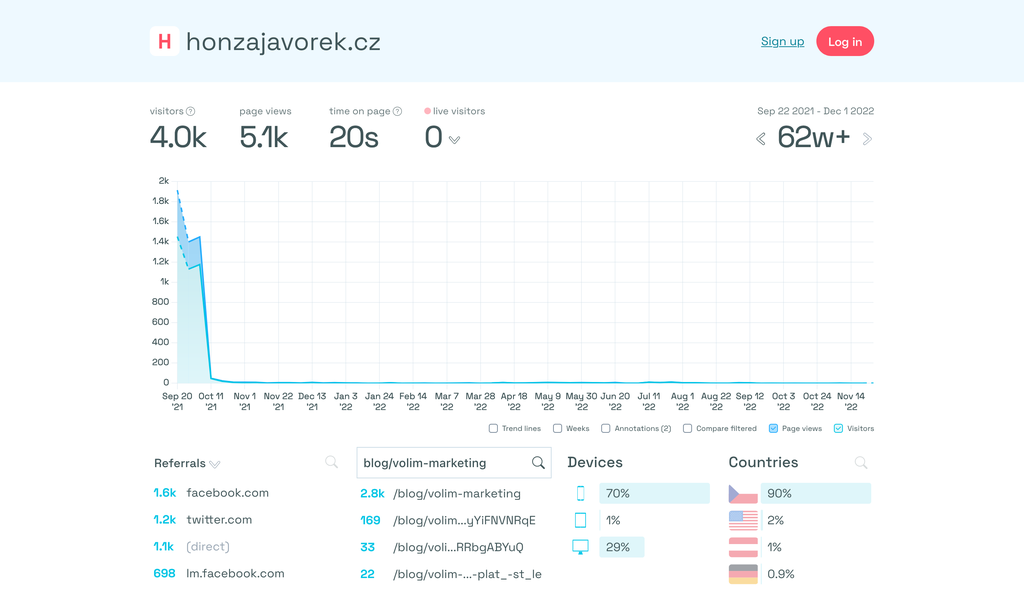 H honzajavorek.cz
Sign up
Log in
visitors ?
page views
time on page ?
live visitors
4.0k
5.1k
20s
0
Sep 22 2021 - Dec 1 2022
62w+
2k
1.8k
1.6k
1.4k
1.2k
1k
800
600
400
200
0
Sep 20 '21
Oct 11 '21
Nov 1 '21
Nov 22 '21
Dec 13 '21
Jan 3 '22
Jan 24 '22
Feb 14 '22
Mar 7 '22
Mar 28 '22
Apr 18 '22
May 9 '22
May 30 '22
Jun 20 '22
Jul 11 '22
Aug 1 '22
Aug 22 '22
Sep 12 '22
Oct 3 '22
Oct 24 '22
Nov 14 '22
Trend lines
Weeks
Annotations (2)
Compare filtered
Page views
Visitors
Referrals
1.6k facebook.com
1.2k twitter.com
1.1k (direct)
698 lm.facebook.com
blog/volim-marketing
2.8k /blog/volim-marketing
169 /blog/volim...yYiFNVNRqE
33 /blog/voli...RRbgABYuQ
22 /blog/volim-...-plat_-st_le
Devices
70%
1%
29%
Countries
90%
2%
1%
0.9%